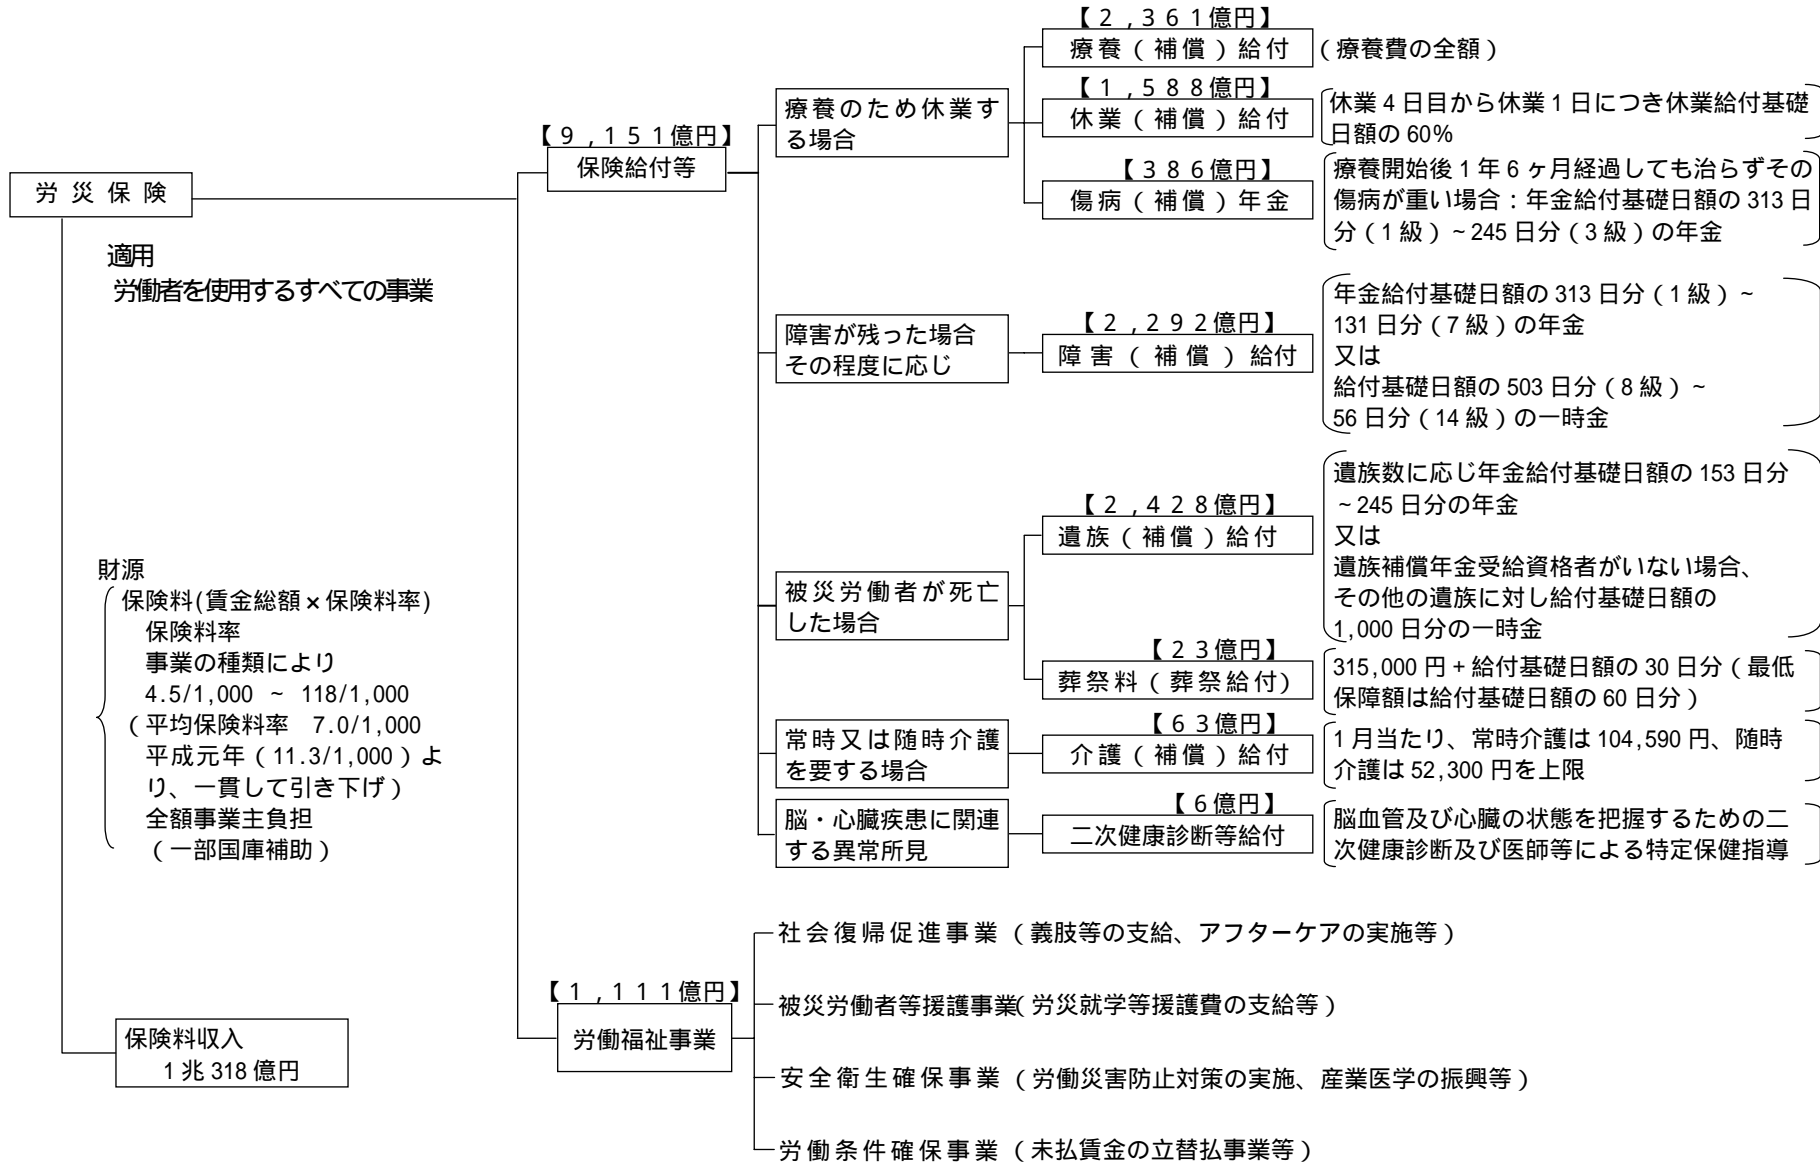 労災保険
適用
労働者を使用するすべての事業
財源
保険料(賃金総額×保険料率)
保険料率
事業の種類により
4.5/1,000 ~ 118/1,000
(平均保険料率 7.0/1,000
平成元年(11.3/1,000)よ
り、一貫して引き下げ)
全額事業主負担
(一部国庫補助)
保険料収入
1兆318億円
【9,151億円】
保険給付等
療養のため休業す
る場合
【2,361億円】
療養(補償)給付
(療養費の全額)
【1,588億円】
休業(補償)給付
休業4日目から休業1日につき休業給付基礎
日額の60%
【386億円】
傷病(補償)年金
療養開始後1年6ヶ月経過しても治らずその
傷病が重い場合:年金給付基礎日額の313日
分(1級)~245日分(3級)の年金
障害が残った場合
その程度に応じ
【2,292億円】
障害(補償)給付
年金給付基礎日額の313日分(1級)~
131日分(7級)の年金
又は
給付基礎日額の503日分(8級)~
56日分(14級)の一時金
被災労働者が死亡
した場合
【2,428億円】
遺族(補償)給付
遺族数に応じ年金給付基礎日額の153日分
~245日分の年金
又は
遺族補償年金受給資格者がいない場合、
その他の遺族に対し給付基礎日額の
1,000日分の一時金
【23億円】
葬祭料(葬祭給付)
315,000円+給付基礎日額の30日分(最低
保障額は給付基礎日額の60日分)
常時又は随時介護
を要する場合
【63億円】
介護(補償)給付
1月当たり、常時介護は104,590円、随時
介護は52,300円を上限
脳・心臓疾患に関連
する異常所見
【6億円】
二次健康診断等給付
脳血管及び心臓の状態を把握するための二
次健康診断及び医師等による特定保健指導
【1,111億円】
労働福祉事業
社会復帰促進事業(義肢等の支給、アフターケアの実施等)
被災労働者等援護事業(労災就学等援護費の支給等)
安全衛生確保事業(労働災害防止対策の実施、産業医学の振興等)
労働条件確保事業(未払賃金の立替払事業等)